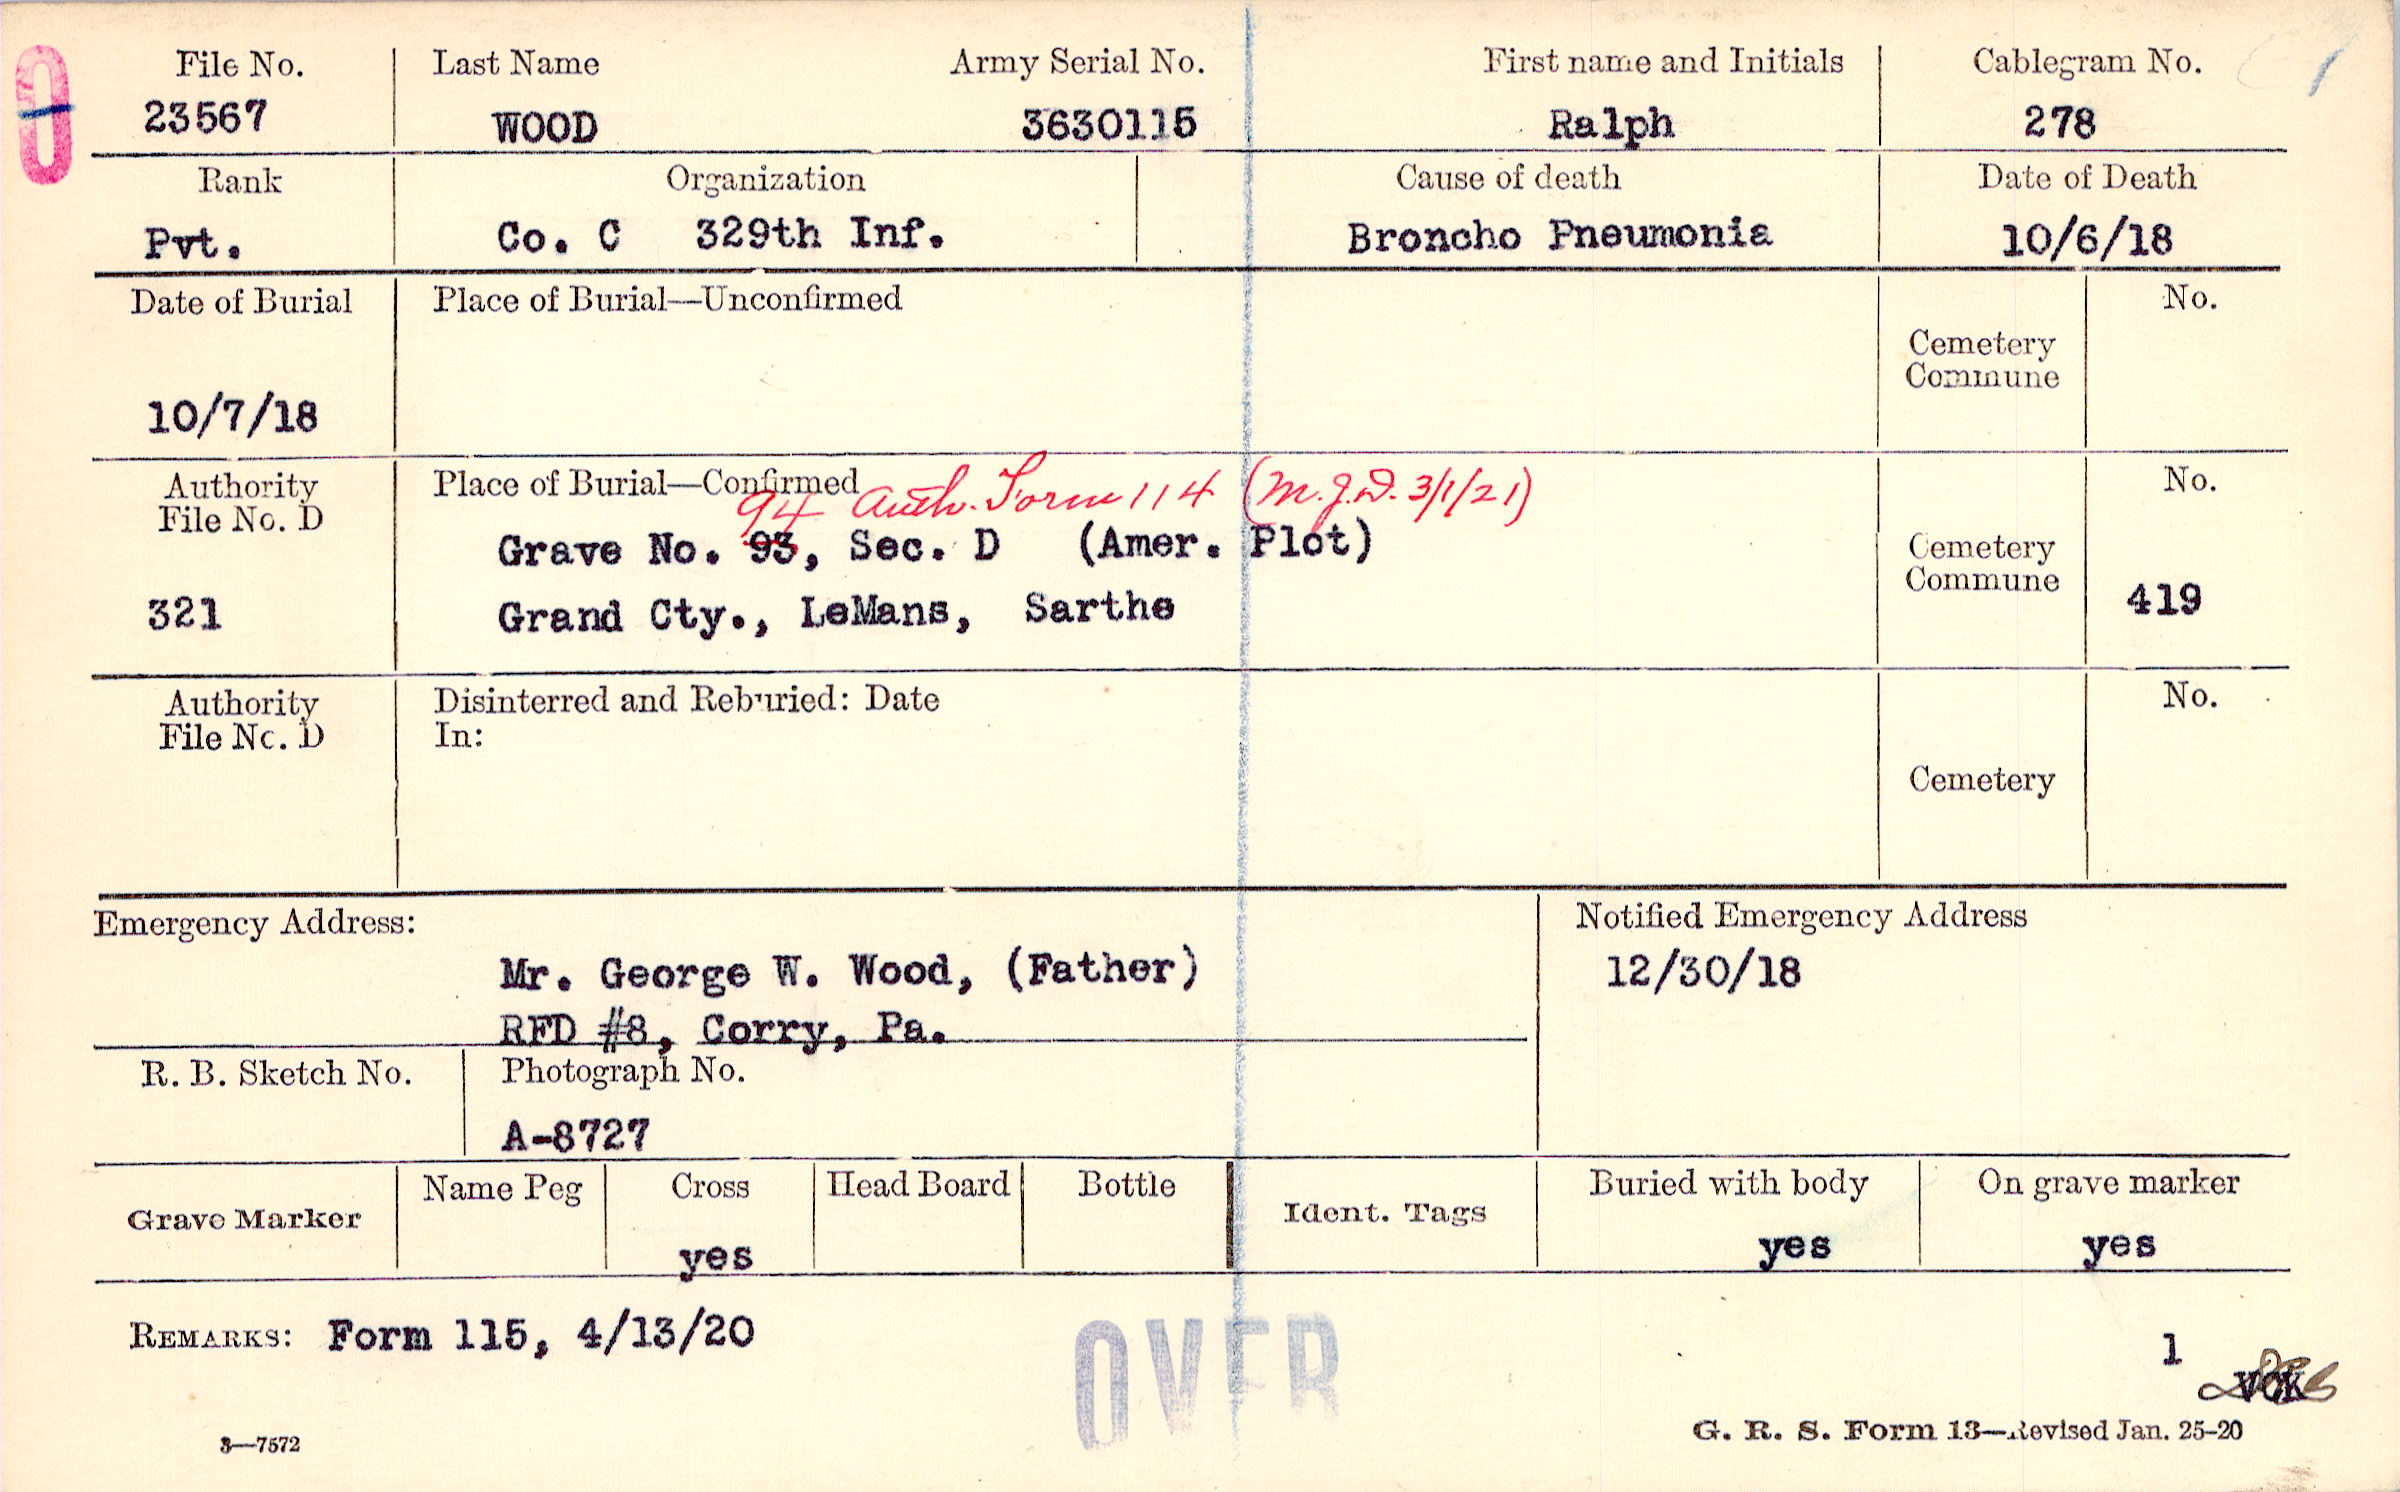 File No. Last Name Army Serial No. First name and Initials Cablegram No.
23567 WOOD 3630115 Ralph 278
Rank Organization Cause of death Date of Death
Pvt. Co. C 329th Inf. Broncho Pneumonia 10/6/18
Date of Burial Place of Burial—Unconfirmed No.
Cemetery
Commune
10/7/18
Authority Place of Burial—Confirmed No.
File No. D
94 Auth. Form 114 (M.J.D. 3/1/21)
Grave No. 93, Sec. D (Amer. Plot) Cemetery
Commune
321 Grand Cty., LeMans, Sarthe 419
Authority Disinterred and Reburied: Date No.
File No. D In:
Cemetery
Emergency Address: Notified Emergency Address
Mr. George W. Wood, (Father) 12/30/18
RFD #8, Corry, Pa.
R. B. Sketch No. Photograph No.
A-8727
Grave Marker Name Peg Cross Head Board Bottle Ident. Tags Buried with body On grave marker
yes yes yes
REMARKS: Form 115, 4/13/20 1
OVER
VCK
3—7572 G. R. S. Form 13—Revised Jan. 25-20